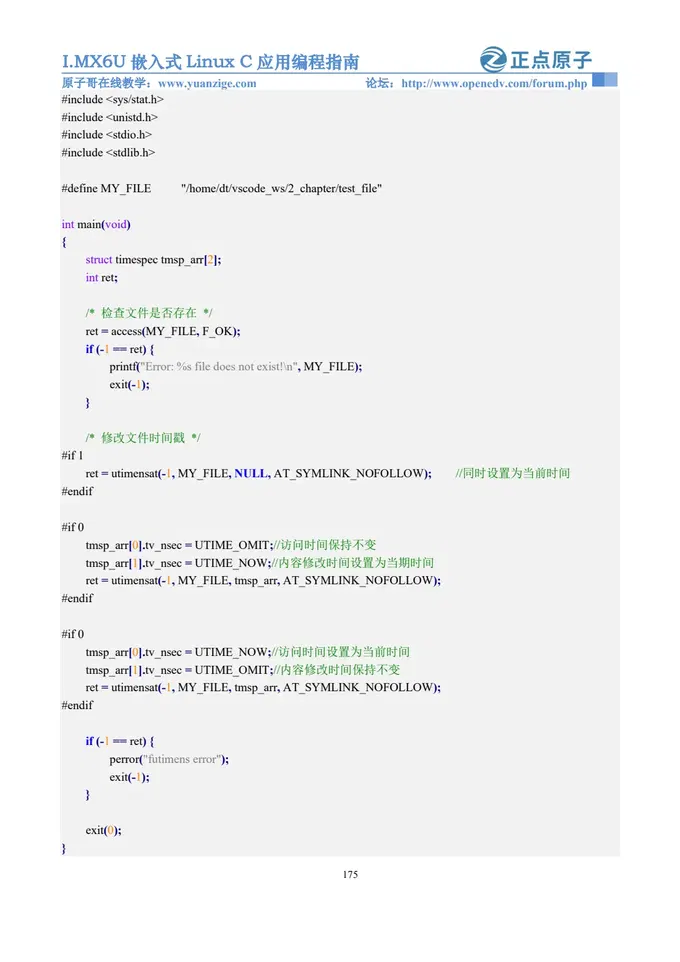 I.MX6U 嵌入式 Linux C 应用编程指南
正点原子
原子哥在线教学：www.yuanzige.com 论坛：http://www.openedv.com/forum.php
#include <sys/stat.h>
#include <unistd.h>
#include <stdio.h>
#include <stdlib.h>
#define MY_FILE "/home/dt/vscode_ws/2_chapter/test_file"
int main(void)
{
struct timespec tmsp_arr[2];
int ret;
/* 检查文件是否存在 */
ret = access(MY_FILE, F_OK);
if (-1 == ret) {
printf("Error: %s file does not exist!\n", MY_FILE);
exit(-1);
}
/* 修改文件时间戳 */
#if 1
ret = utimensat(-1, MY_FILE, NULL, AT_SYMLINK_NOFOLLOW); //同时设置为当前时间
#endif
#if 0
tmsp_arr[0].tv_nsec = UTIME_OMIT;//访问时间保持不变
tmsp_arr[1].tv_nsec = UTIME_NOW;//内容修改时间设置为当期时间
ret = utimensat(-1, MY_FILE, tmsp_arr, AT_SYMLINK_NOFOLLOW);
#endif
#if 0
tmsp_arr[0].tv_nsec = UTIME_NOW;//访问时间设置为当前时间
tmsp_arr[1].tv_nsec = UTIME_OMIT;//内容修改时间保持不变
ret = utimensat(-1, MY_FILE, tmsp_arr, AT_SYMLINK_NOFOLLOW);
#endif
if (-1 == ret) {
perror("futimens error");
exit(-1);
}
exit(0);
}
175